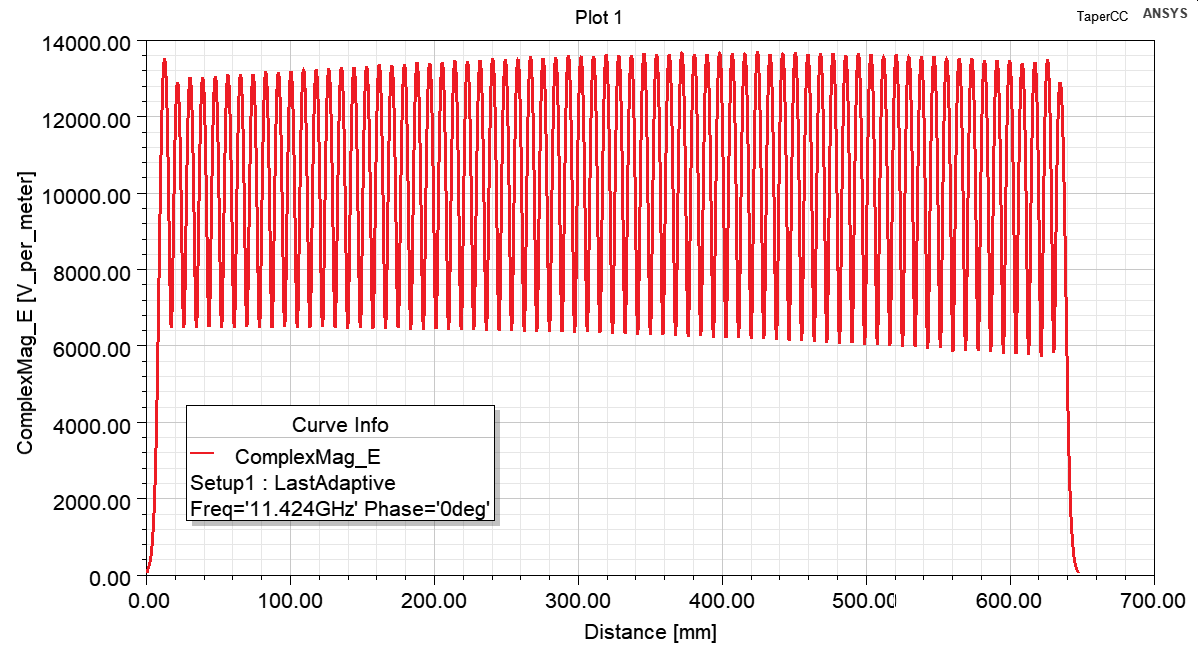 Plot 1
TaperCC ANSYS
14000.00
12000.00
10000.00
8000.00
6000.00
4000.00
2000.00
0.00
ComplexMag_E [V_per_meter]
Curve Info
ComplexMag_E
Setup1 : LastAdaptive
Freq='11.424GHz' Phase='0deg'
0.00 100.00 200.00 300.00 400.00 500.00 600.00 700.00
Distance [mm]